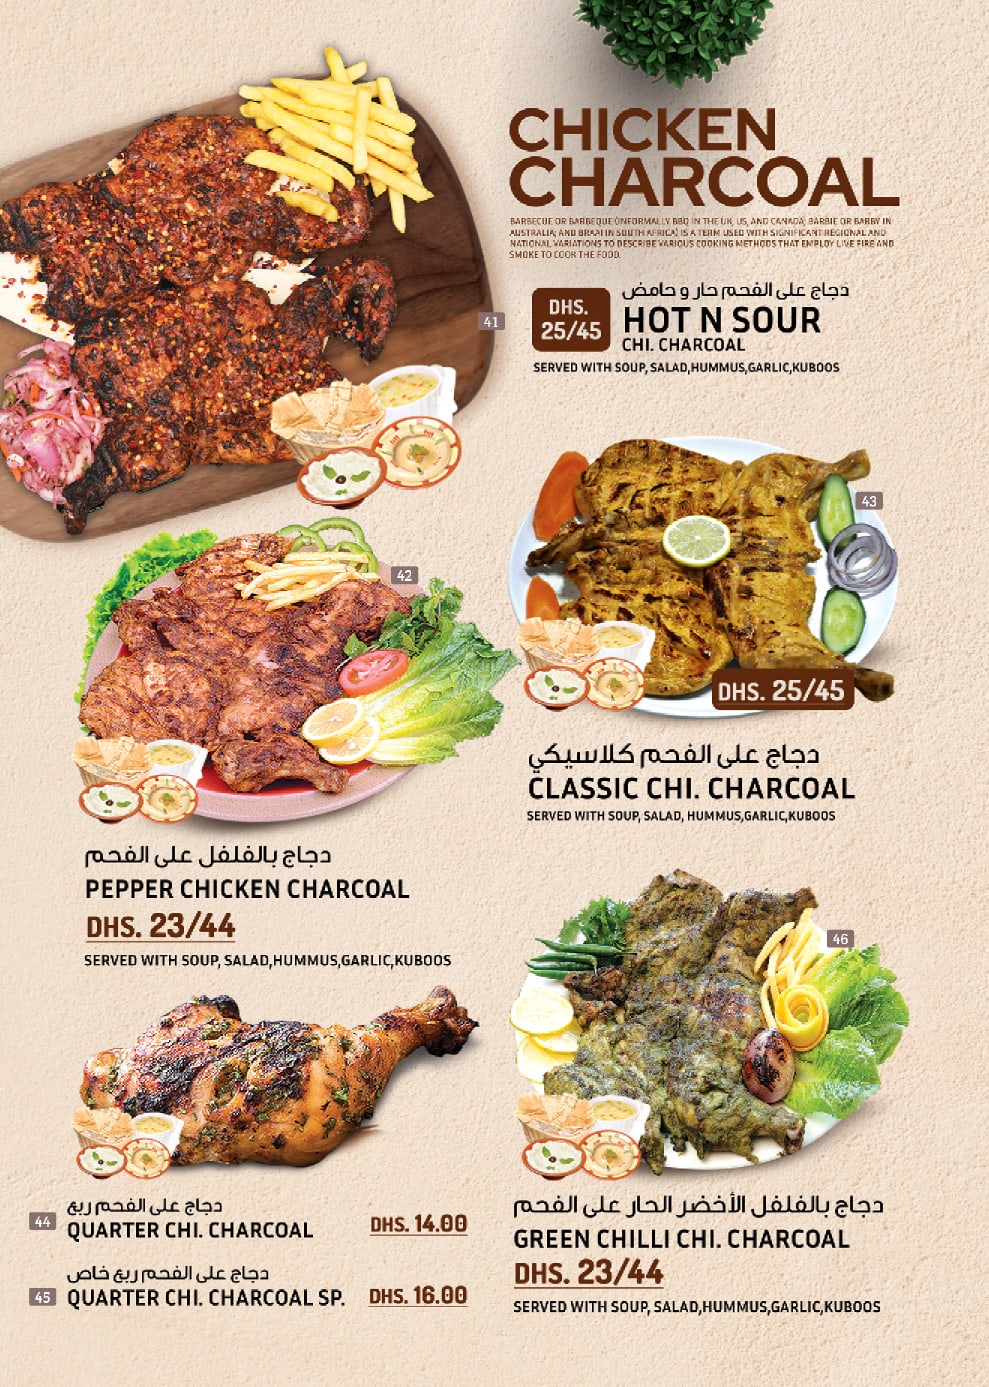 CHICKEN
CHARCOAL
BARBECUE OR BARBEQUE (INFORMALLY BBQ IN THE UK, US, AND CANADA; BARBIE OR BARBY IN
AUSTRALIA; AND BRAAI IN SOUTH AFRICA) IS A TERM USED WITH SIGNIFICANT REGIONAL AND
NATIONAL VARIATIONS TO DESCRIBE VARIOUS COOKING METHODS THAT EMPLOY LIVE FIRE AND
SMOKE TO COOK THE FOOD.
41
DHS.
25/45
دجاج على الفحم حار و حامض
HOT N SOUR
CHI. CHARCOAL
SERVED WITH SOUP, SALAD,HUMMUS,GARLIC,KUBOOS
43
DHS. 25/45
دجاج على الفحم كلاسيكي
CLASSIC CHI. CHARCOAL
SERVED WITH SOUP, SALAD, HUMMUS,GARLIC,KUBOOS
42
دجاج بالفلفل على الفحم
PEPPER CHICKEN CHARCOAL
DHS. 23/44
SERVED WITH SOUP, SALAD,HUMMUS,GARLIC,KUBOOS
46
دجاج بالفلفل الأخضر الحار على الفحم
GREEN CHILLI CHI. CHARCOAL
DHS. 23/44
SERVED WITH SOUP, SALAD,HUMMUS,GARLIC,KUBOOS
44
دجاج على الفحم ربع
QUARTER CHI. CHARCOAL
DHS. 14.00
45
دجاج على الفحم ربع خاص
QUARTER CHI. CHARCOAL SP.
DHS. 16.00